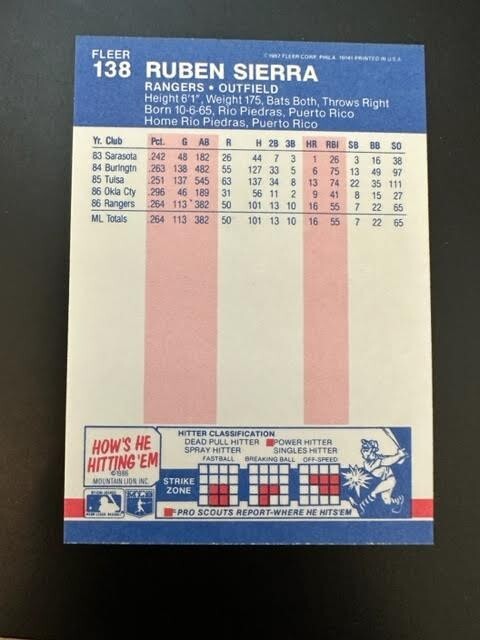 FLEER
© 1987 FLEER CORP. PHILA. 19141 PRINTED IN U.S.A.
138 RUBEN SIERRA
RANGERS • OUTFIELD
Height 6'1", Weight 175, Bats Both, Throws Right
Born 10-6-65, Rio Piedras, Puerto Rico
Home Rio Piedras, Puerto Rico
Yr. Club Pct. G AB R H 2B 3B HR RBI SB BB SO
83 Sarasota .242 48 182 26 44 7 3 1 26 3 16 38
84 Burlingtn .263 138 482 55 127 33 5 6 75 13 49 97
85 Tulsa .251 137 545 63 137 34 8 13 74 22 35 111
86 Okla Cty .296 46 189 31 56 11 2 9 41 8 15 27
86 Rangers .264 113 382 50 101 13 10 16 55 7 22 65
ML Totals .264 113 382 50 101 13 10 16 55 7 22 65
HOW'S HE
HITTING 'EM
© 1986
MOUNTAIN LION, INC.
HITTER CLASSIFICATION
DEAD PULL HITTER POWER HITTER
SPRAY HITTER SINGLES HITTER
FASTBALL BREAKING BALL OFF-SPEED
STRIKE
ZONE
PRO SCOUTS REPORT-WHERE HE HITS'EM